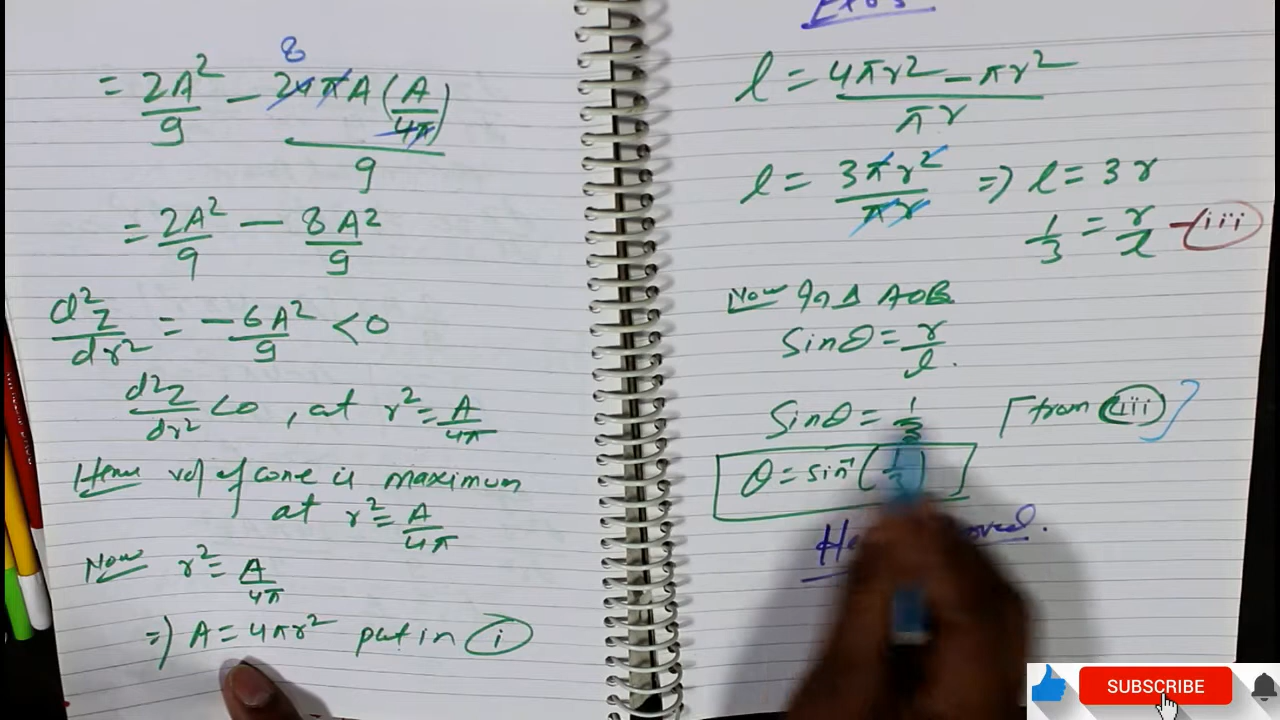 8
= 2A²/9 - 24πA(A/4π)/9
= 2A²/9 - 8A²/9
d²z/dr² = -6A²/9 <0
d²z/dr² <0, at r² = A/4π
Hence vol of cone is maximum
at r² = A/4π
Now r² = A/4π
=) A = 4πr² put in (i)
l = 4πr² - πr²/πr
l = 3πr²/πr =) l = 3r
1/3 = r/l - (iii)
Now In Δ AOB
Sinθ = r/l.
Sinθ = 1/3 [from (iii)]
θ = sin⁻¹(1/3)
SUBSCRIBE